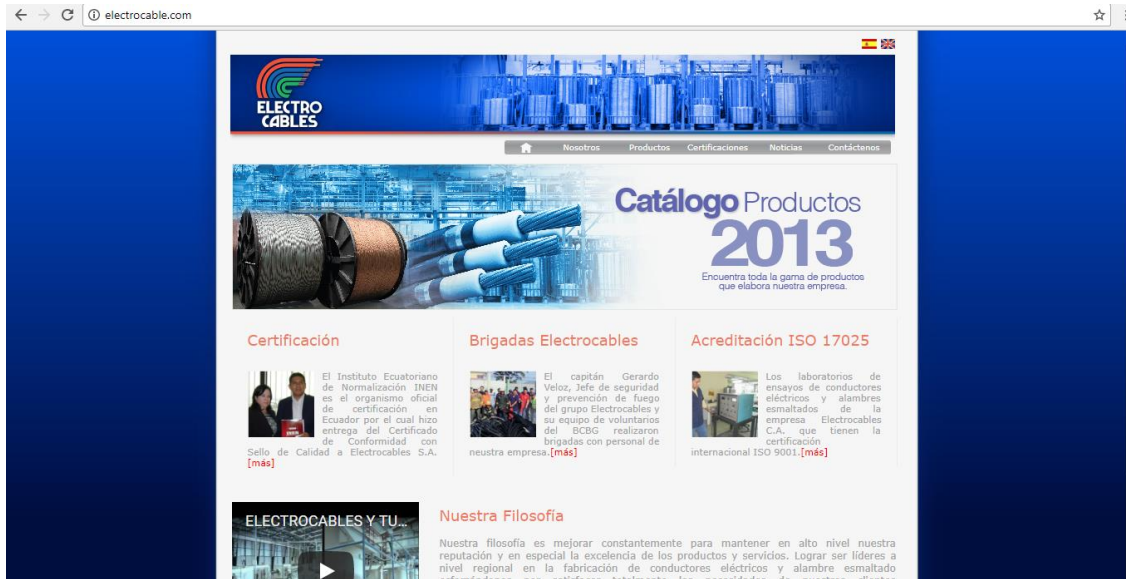 electrocable.com
ELECTRO
CABLES
Nosotros Productos Certificaciones Noticias Contáctenos
Catálogo Productos
2013
Encuentra toda la gama de productos
que elabora nuestra empresa.
Certificación
El Instituto Ecuatoriano
de Normalización INEN
es el organismo oficial
de certificación en
Ecuador por el cual hizo
entrega del Certificado
de Conformidad con
Sello de Calidad a Electrocables S.A.
[más]
Brigadas Electrocables
El capitán Gerardo
Veloz, Jefe de seguridad
y prevención de fuego
del grupo Electrocables y
su equipo de voluntarios
del BCBG realizaron
brigadas con personal de
neustra empresa.[más]
Acreditación ISO 17025
Los laboratorios de
ensayos de conductores
eléctricos y alambres
esmaltados de la
empresa Electrocables
C.A. que tienen la
certificación
internacional ISO 9001.[más]
ELECTROCABLES Y TU...
Nuestra Filosofía
Nuestra filosofía es mejorar constantemente para mantener en alto nivel nuestra
reputación y en especial la excelencia de los productos y servicios. Lograr ser líderes a
nivel regional en la fabricación de conductores eléctricos y alambre esmaltado